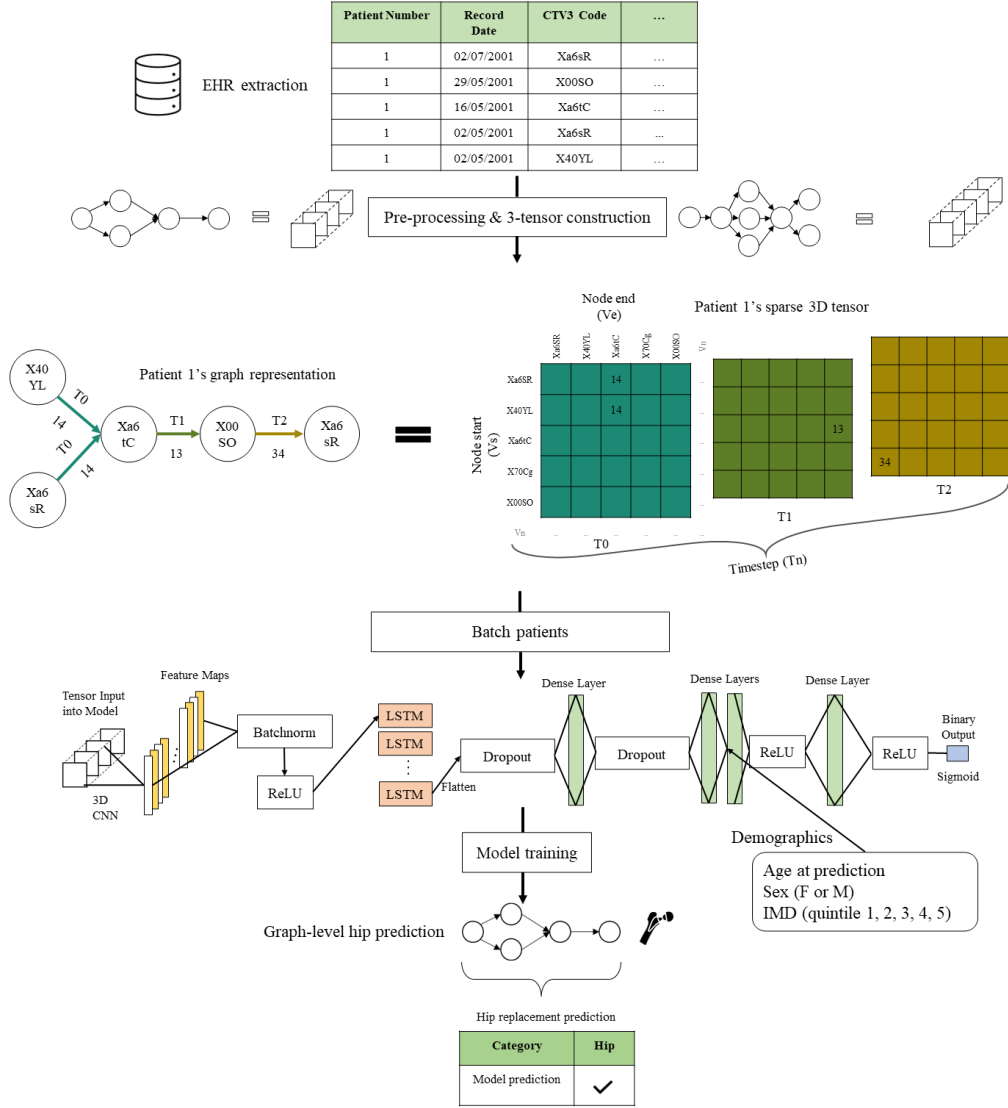 Patient Number Record Date CTV3 Code …
1 02/07/2001 Xa6sR …
1 29/05/2001 X00SO …
1 16/05/2001 Xa6tC …
1 02/05/2001 Xa6sR ...
1 02/05/2001 X40YL …
EHR extraction
Pre-processing & 3-tensor construction
Node end
(Ve)
Patient 1's sparse 3D tensor
Xa6SR X40YL Xa6tC X70Cg X00SO Vn
Patient 1's graph representation
X40
YL
T0
14
T0
14
Xa6
sR
Xa6
tC
T1
13
X00
SO
T2
34
Xa6
sR
Node start
(Vs)
Xa6SR 14 ..
X40YL 14 ..
Xa6tC ..
X70Cg ..
X00SO ..
Vn .. .. .. .. .. ..
13
34
T0
T1
T2
Timestep (Tn)
Batch patients
Tensor Input
into Model
3D
CNN
Feature Maps
Batchnorm
ReLU
LSTM
LSTM
LSTM
Flatten
Dropout
Dense Layer
Dropout
Dense Layers
ReLU
Dense Layer
ReLU
Binary
Output
Sigmoid
Demographics
Age at prediction
Sex (F or M)
IMD (quintile 1, 2, 3, 4, 5)
Model training
Graph-level hip prediction
Hip replacement prediction
Category Hip
Model prediction